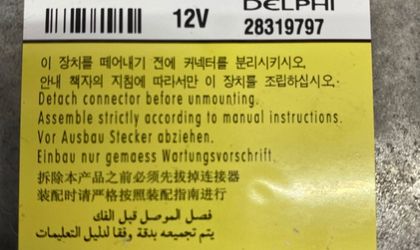 DELPHI
12V 28319797
이 장치를 떼어내기 전에 커넥터를 분리시키시오.
안내 책자의 지침에 따라서만 이 장치를 조립하십시오.
Detach connector before unmounting.
Assemble strictly according to manual instructions.
Vor Ausbau Stecker abziehen.
Einbau nur gemaess Wartungsvorschrift.
拆除本产品之前必须先拔掉连接器
装配时请严格按照装配指南进行
فصل الموصل قبل الفك
يتم تجميعه بدقة وفقا لدليل التعليمات